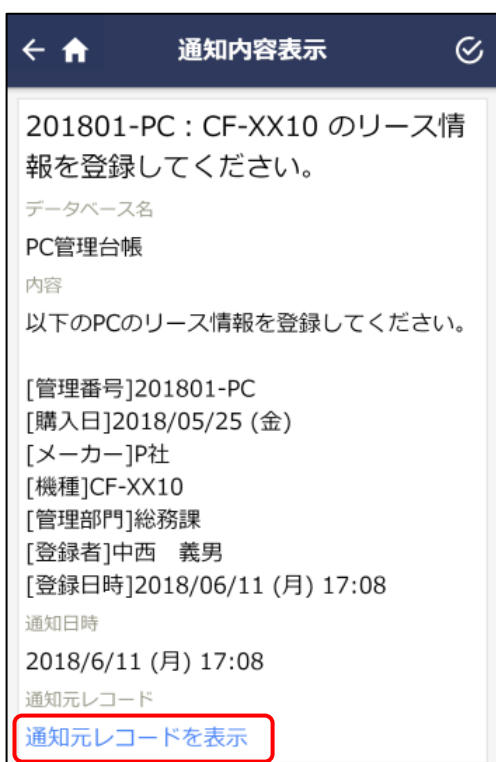 通知内容表示
201801-PC：CF-XX10 のリース情
報を登録してください。
データベース名
PC管理台帳
内容
以下のPCのリース情報を登録してください。
[管理番号]201801-PC
[購入日]2018/05/25 (金)
[メーカー]P社
[機種]CF-XX10
[管理部門]総務課
[登録者]中西　義男
[登録日時]2018/06/11 (月) 17:08
通知日時
2018/6/11 (月) 17:08
通知元レコード
通知元レコードを表示